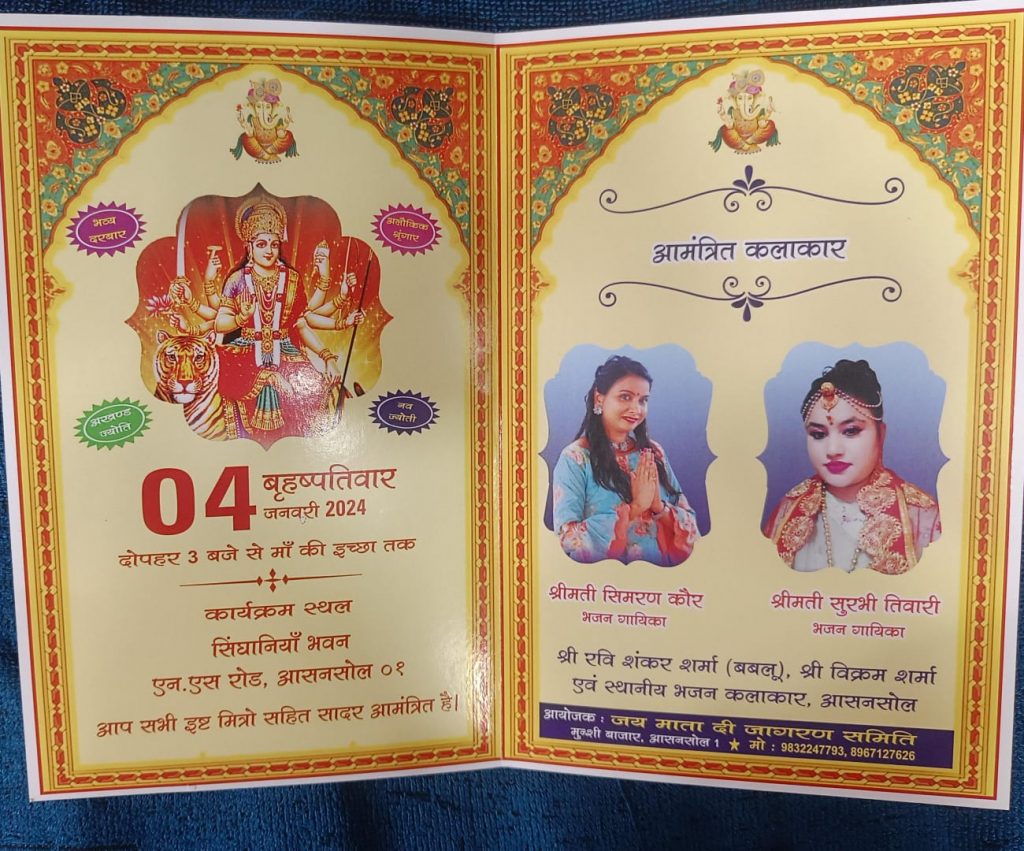 भव्य
दरबार
अलौकिक
श्रृंगार
अखण्ड
ज्योति
नव
ज्योती
04 बृहष्पतिवार
जनवरी 2024
दोपहर 3 बजे से माँ की इच्छा तक
कार्यक्रम स्थल
सिंघानियाँ भवन
एन.एस रोड, आसनसोल ०१
आप सभी इष्ट मित्रो सहित सादर आमंत्रित है।
आमंत्रित कलाकार
श्रीमती सिमरण कौर
भजन गायिका
श्रीमती सुरभी तिवारी
भजन गायिका
श्री रवि शंकर शर्मा (बबलू), श्री विक्रम शर्मा
एवं स्थानीय भजन कलाकार, आसनसोल
आयोजक : जय माता दी जागरण समिति
मुन्शी बाजार, आसनसोल 1 ★ मो : 9832247793, 8967127626